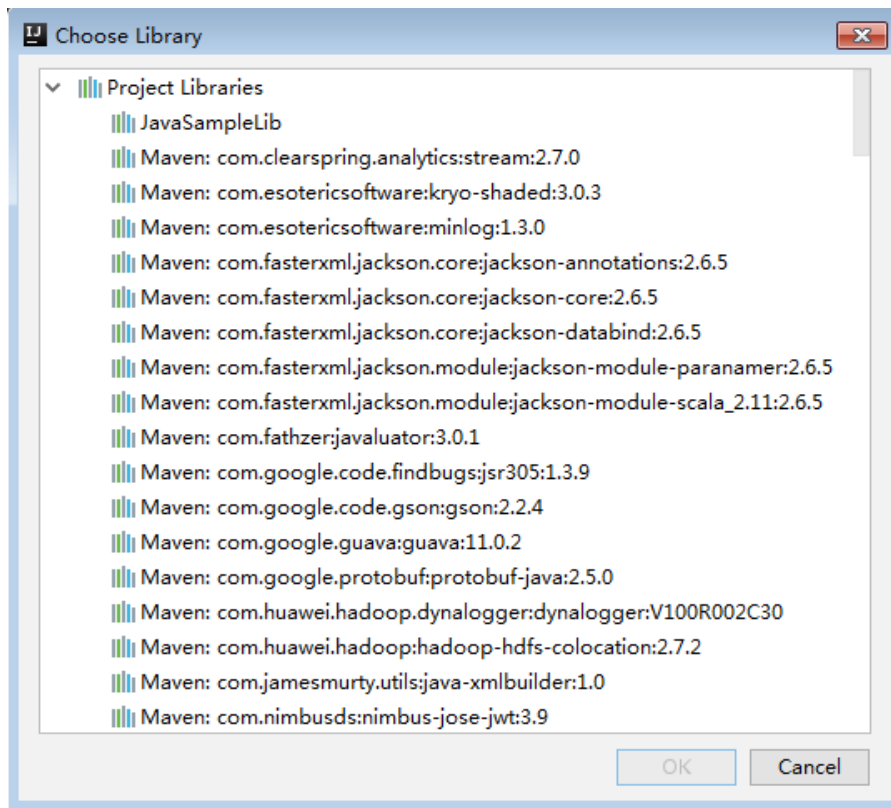 IJ Choose Library
Project Libraries
JavaSampleLib
Maven: com.clearspring.analytics:stream:2.7.0
Maven: com.esotericsoftware:kryo-shaded:3.0.3
Maven: com.esotericsoftware:minlog:1.3.0
Maven: com.fasterxml.jackson.core:jackson-annotations:2.6.5
Maven: com.fasterxml.jackson.core:jackson-core:2.6.5
Maven: com.fasterxml.jackson.core:jackson-databind:2.6.5
Maven: com.fasterxml.jackson.module:jackson-module-paranamer:2.6.5
Maven: com.fasterxml.jackson.module:jackson-module-scala_2.11:2.6.5
Maven: com.fathzer:javaluator:3.0.1
Maven: com.google.code.findbugs:jsr305:1.3.9
Maven: com.google.code.gson:gson:2.2.4
Maven: com.google.guava:guava:11.0.2
Maven: com.google.protobuf:protobuf-java:2.5.0
Maven: com.huawei.hadoop.dynalogger:dynalogger:V100R002C30
Maven: com.huawei.hadoop:hadoop-hdfs-colocation:2.7.2
Maven: com.jamesmurty.utils:java-xmlbuilder:1.0
Maven: com.nimbusds:nimbus-jose-jwt:3.9
OK Cancel